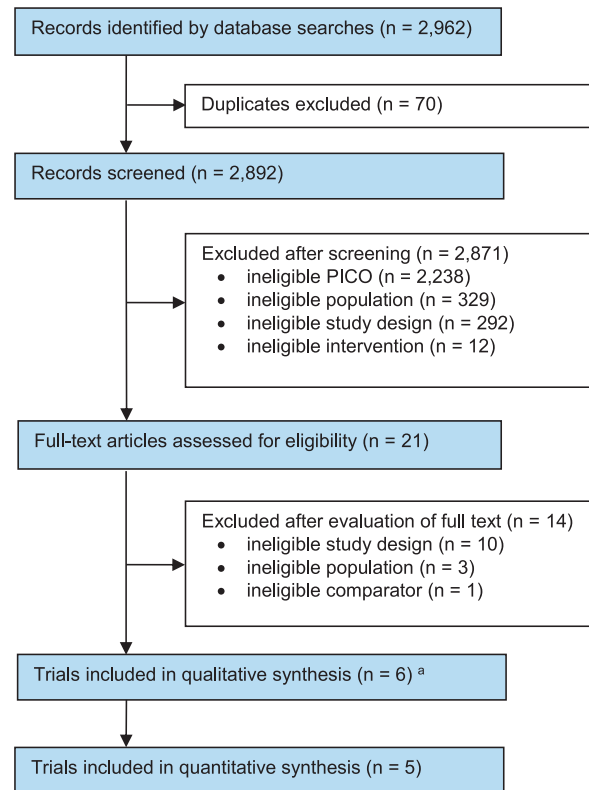 Records identified by database searches (n = 2,962)
Duplicates excluded (n = 70)
Records screened (n = 2,892)
Excluded after screening (n = 2,871)
• ineligible PICO (n = 2,238)
• ineligible population (n = 329)
• ineligible study design (n = 292)
• ineligible intervention (n = 12)
Full-text articles assessed for eligibility (n = 21)
Excluded after evaluation of full text (n = 14)
• ineligible study design (n = 10)
• ineligible population (n = 3)
• ineligible comparator (n = 1)
Trials included in qualitative synthesis (n = 6) a
Trials included in quantitative synthesis (n = 5)